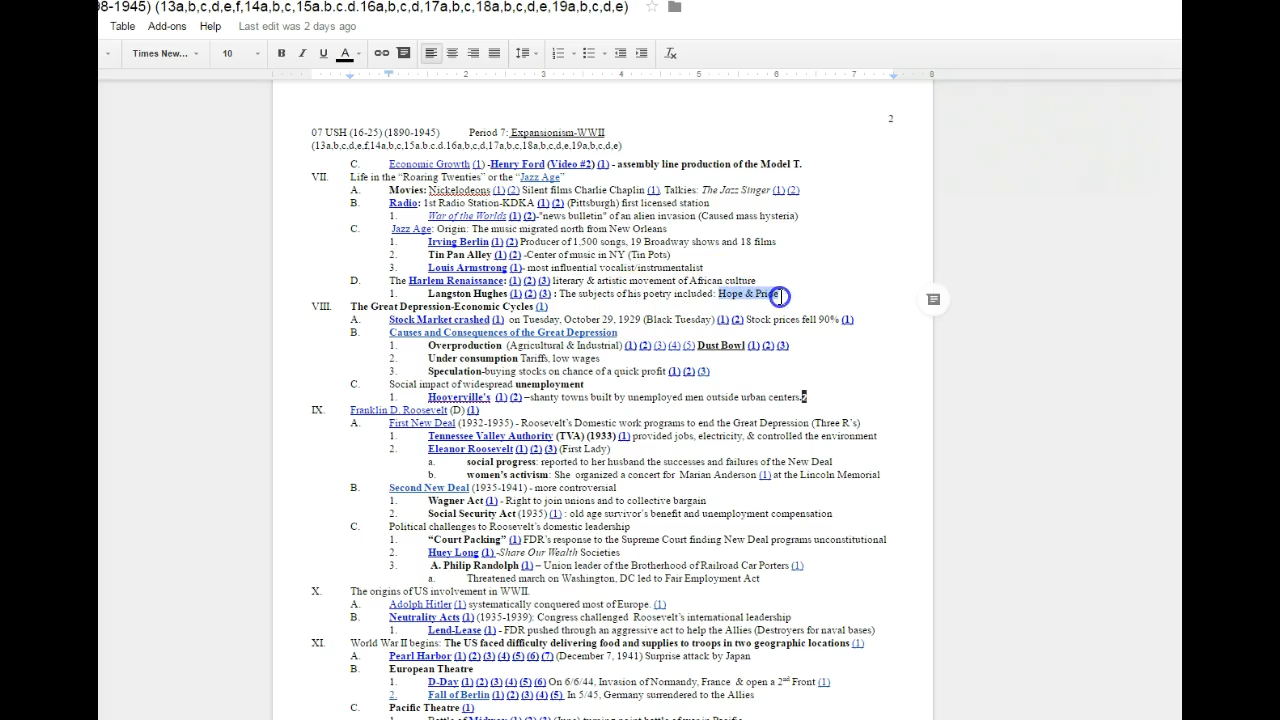 98-1945) (13a,b,c,d,e,f,14a,b,c,15a.b.c.d.16a,b,c,d,17a,b,c,18a,b,c,d,e,19a,b,c,d,e)
Table Add-ons Help Last edit was 2 days ago
Times New... 10 B I U A
2 3 4 5 6 7 8
2
07 USH (16-25) (1890-1945) Period 7: Expansionism-WWII
(13a,b,c,d,e,f,14a,b,c,15a.b.c.d.16a,b,c,d,17a,b,c,18a,b,c,d,e,19a,b,c,d,e)
C. Economic Growth (1) -Henry Ford (Video #2) (1) - assembly line production of the Model T.
VII. Life in the “Roaring Twenties” or the “Jazz Age”
A. Movies: Nickelodeons (1) (2) Silent films Charlie Chaplin (1), Talkies: The Jazz Singer (1) (2)
B. Radio: 1st Radio Station-KDKA (1) (2) (Pittsburgh) first licensed station
1. War of the Worlds (1) (2)-"news bulletin" of an alien invasion (Caused mass hysteria)
C. Jazz Age: Origin: The music migrated north from New Orleans
1. Irving Berlin (1) (2) Producer of 1,500 songs, 19 Broadway shows and 18 films
2. Tin Pan Alley (1) (2) -Center of music in NY (Tin Pots)
3. Louis Armstrong (1)- most influential vocalist/instrumentalist
D. The Harlem Renaissance: (1) (2) (3) literary & artistic movement of African culture
1. Langston Hughes (1) (2) (3) : The subjects of his poetry included: Hope & Pride
VIII. The Great Depression-Economic Cycles (1)
A. Stock Market crashed (1) on Tuesday, October 29, 1929 (Black Tuesday) (1) (2) Stock prices fell 90% (1)
B. Causes and Consequences of the Great Depression
1. Overproduction (Agricultural & Industrial) (1) (2) (3) (4) (5) Dust Bowl (1) (2) (3)
2. Under consumption Tariffs, low wages
3. Speculation-buying stocks on chance of a quick profit (1) (2) (3)
C. Social impact of widespread unemployment
1. Hooverville's (1) (2) –shanty towns built by unemployed men outside urban centers.
IX. Franklin D. Roosevelt (D) (1)
A. First New Deal (1932-1935) - Roosevelt’s Domestic work programs to end the Great Depression (Three R’s)
1. Tennessee Valley Authority (TVA) (1933) (1) provided jobs, electricity, & controlled the environment
2. Eleanor Roosevelt (1) (2) (3) (First Lady)
a. social progress: reported to her husband the successes and failures of the New Deal
b. women’s activism: She organized a concert for Marian Anderson (1) at the Lincoln Memorial
B. Second New Deal (1935-1941) - more controversial
1. Wagner Act (1) - Right to join unions and to collective bargain
2. Social Security Act (1935) (1) : old age survivor’s benefit and unemployment compensation
C. Political challenges to Roosevelt’s domestic leadership
1. “Court Packing” (1) FDR’s response to the Supreme Court finding New Deal programs unconstitutional
2. Huey Long (1) -Share Our Wealth Societies
3. A. Philip Randolph (1) – Union leader of the Brotherhood of Railroad Car Porters (1)
a. Threatened march on Washington, DC led to Fair Employment Act
X. The origins of US involvement in WWII.
A. Adolph Hitler (1) systematically conquered most of Europe. (1)
B. Neutrality Acts (1) (1935-1939): Congress challenged Roosevelt’s international leadership
1. Lend-Lease (1) - FDR pushed through an aggressive act to help the Allies (Destroyers for naval bases)
XI. World War II begins: The US faced difficulty delivering food and supplies to troops in two geographic locations (1)
A. Pearl Harbor (1) (2) (3) (4) (5) (6) (7) (December 7, 1941) Surprise attack by Japan
B. European Theatre
1. D-Day (1) (2) (3) (4) (5) (6) On 6/6/44, Invasion of Normandy, France & open a 2nd Front (1)
2. Fall of Berlin (1) (2) (3) (4) (5) In 5/45, Germany surrendered to the Allies
C. Pacific Theatre (1)
1. Battle of Midway (1) (2) (3) (June) turning point battle of war in Pacific